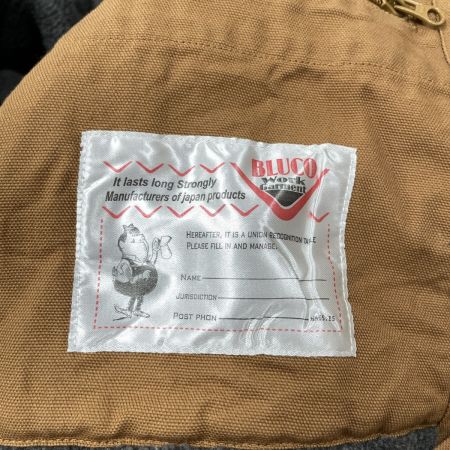 BLUCO
Work
Garment
It lasts long Strongly
Manufacturers of japan products
HEREAFTER, IT IS A UNION RECOGNITION
PLEASE FILL IN AND MANAGE.
NAME
JURISDICTION
POST PHON